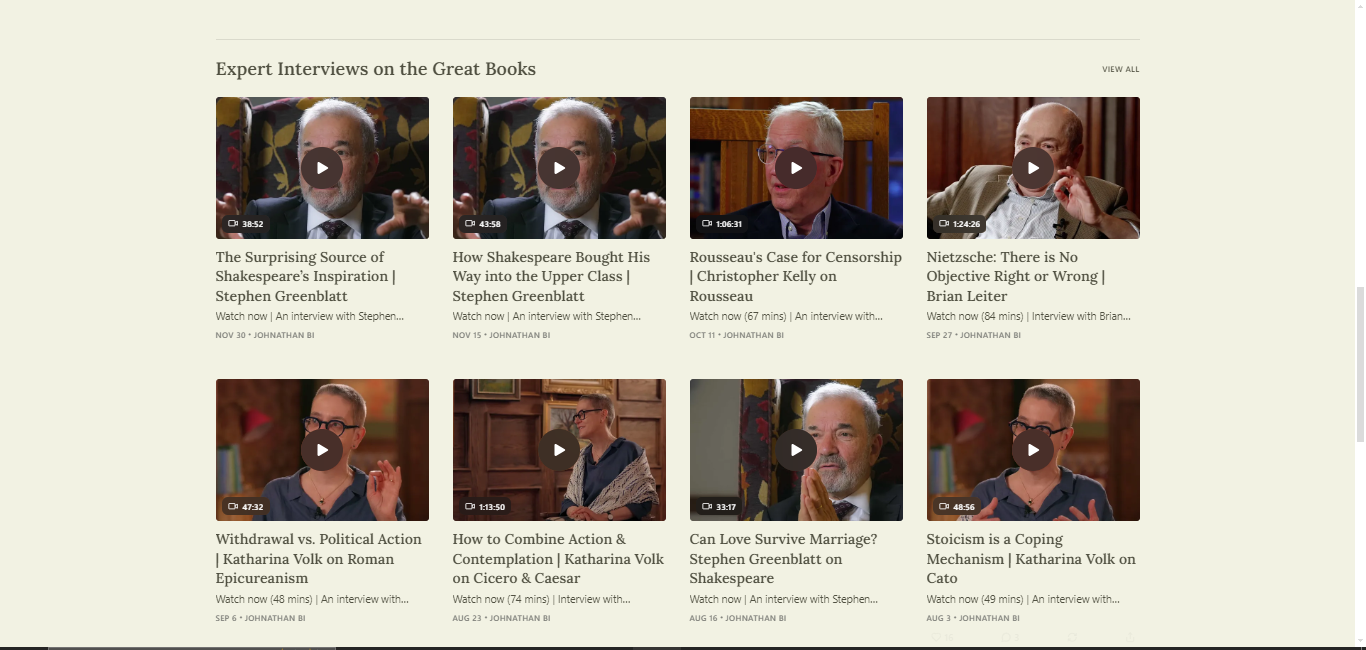 Expert Interviews on the Great Books
VIEW ALL
38:52
43:58
1:06:31
1:24:26
The Surprising Source of
Shakespeare's Inspiration |
Stephen Greenblatt
Watch now | An interview with Stephen...
NOV 30 • JOHNATHAN BI
How Shakespeare Bought His
Way into the Upper Class |
Stephen Greenblatt
Watch now | An interview with Stephen...
NOV 15 • JOHNATHAN BI
Rousseau's Case for Censorship
| Christopher Kelly on
Rousseau
Watch now (67 mins) | An interview with...
OCT 11 • JOHNATHAN BI
Nietzsche: There is No
Objective Right or Wrong |
Brian Leiter
Watch now (84 mins) | Interview with Brian...
SEP 27 • JOHNATHAN BI
47:32
1:13:50
33:17
48:56
Withdrawal vs. Political Action
| Katharina Volk on Roman
Epicureanism
Watch now (48 mins) | An interview with...
SEP 6 • JOHNATHAN BI
How to Combine Action &
Contemplation | Katharina Volk
on Cicero & Caesar
Watch now (74 mins) | Interview with...
AUG 23 • JOHNATHAN BI
Can Love Survive Marriage?
Stephen Greenblatt on
Shakespeare
Watch now | An interview with Stephen...
AUG 16 • JOHNATHAN BI
Stoicism is a Coping
Mechanism | Katharina Volk on
Cato
Watch now (49 mins) | An interview with...
AUG 3 • JOHNATHAN BI